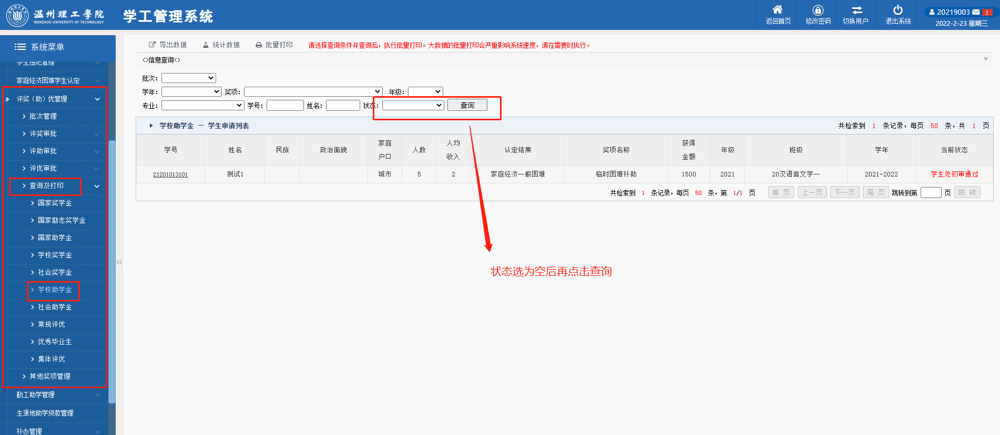 温州理工學院
WENZHOU UNIVERSITY OF TECHNOLOGY
学工管理系统
返回首页
修改密码
切换用户
退出系统
20219003 1
2022-2-23 星期三
系统菜单
学生违纪管理
家庭经济困难学生认定
评奖（助）优管理
批次管理
评奖审批
评助审批
评优审批
查询及打印
国家奖学金
国家励志奖学金
国家助学金
学校奖学金
社会奖学金
学校助学金
社会助学金
常规评优
优秀毕业生
集体评优
其他奖项管理
勤工助学管理
生源地助学贷款管理
补办管理
导出数据 统计数据 批量打印 请选择查询条件并查询后，执行批量打印。大数据的批量打印会严重影响系统速度，请在需要时执行。
<>信息查询<>
批次：
学年： 奖项： 年级：
专业： 学号： 姓名： 状态： 查询
学校助学金 － 学生申请列表 共检索到 1 条记录，每页 50 条，共 1 页
学号 姓名 民族 政治面貌 家庭户口 人数 人均收入 认定结果 奖项名称 获得金额 年级 班级 学年 当前状态
21201013101 测试1 城市 5 2 家庭经济一般困难 临时困难补助 1500 2021 20汉语言文学一 2021-2022 学生处初审通过
共检索到 1 条记录，每页 50 条，第 1/1 页 首 页 上一页 下一页 尾 页 跳转到第 页 跳 转
状态选为空后再点击查询